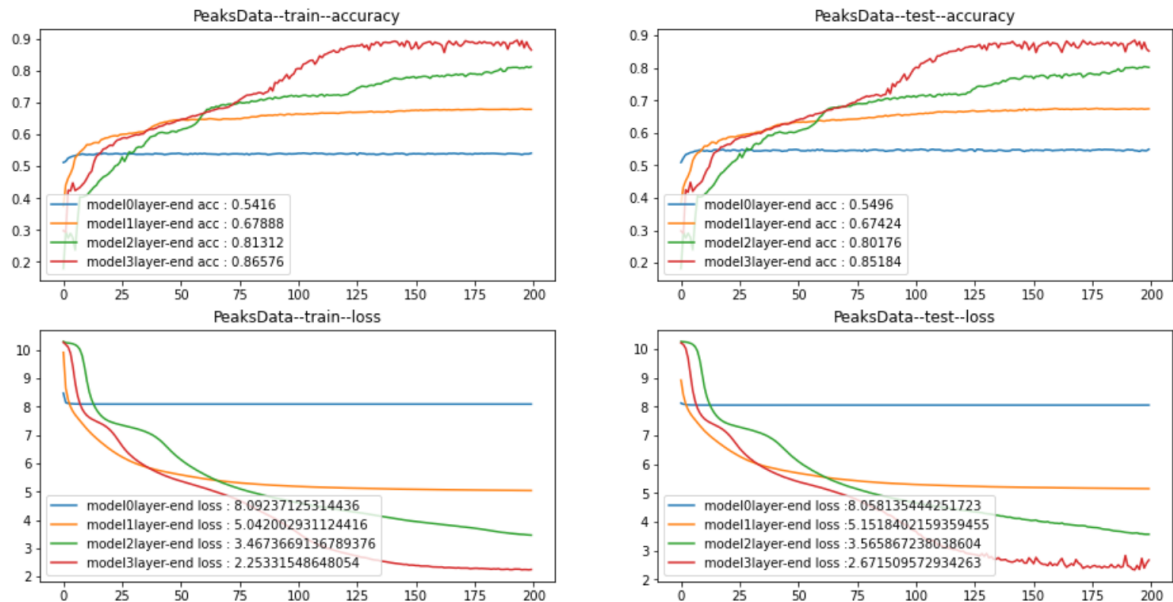 PeaksData--train--accuracy
0.9
0.8
0.7
0.6
0.5
0.4
0.3
0.2
model0layer-end acc : 0.5416
model1layer-end acc : 0.67888
model2layer-end acc : 0.81312
model3layer-end acc : 0.86576
0 25 50 75 100 125 150 175 200
PeaksData--test--accuracy
0.9
0.8
0.7
0.6
0.5
0.4
0.3
0.2
model0layer-end acc : 0.5496
model1layer-end acc : 0.67424
model2layer-end acc : 0.80176
model3layer-end acc : 0.85184
0 25 50 75 100 125 150 175 200
PeaksData--train--loss
10
9
8
7
6
5
4
3
2
model0layer-end loss : 8.092371125314436
model1layer-end loss : 5.042002931124416
model2layer-end loss : 3.4673669136789376
model3layer-end loss : 2.25331548648054
0 25 50 75 100 125 150 175 200
PeaksData--test--loss
10
9
8
7
6
5
4
3
2
model0layer-end loss :8.058135444251723
model1layer-end loss :5.1518402159359455
model2layer-end loss :3.565867238038604
model3layer-end loss :2.671509572934263
0 25 50 75 100 125 150 175 200